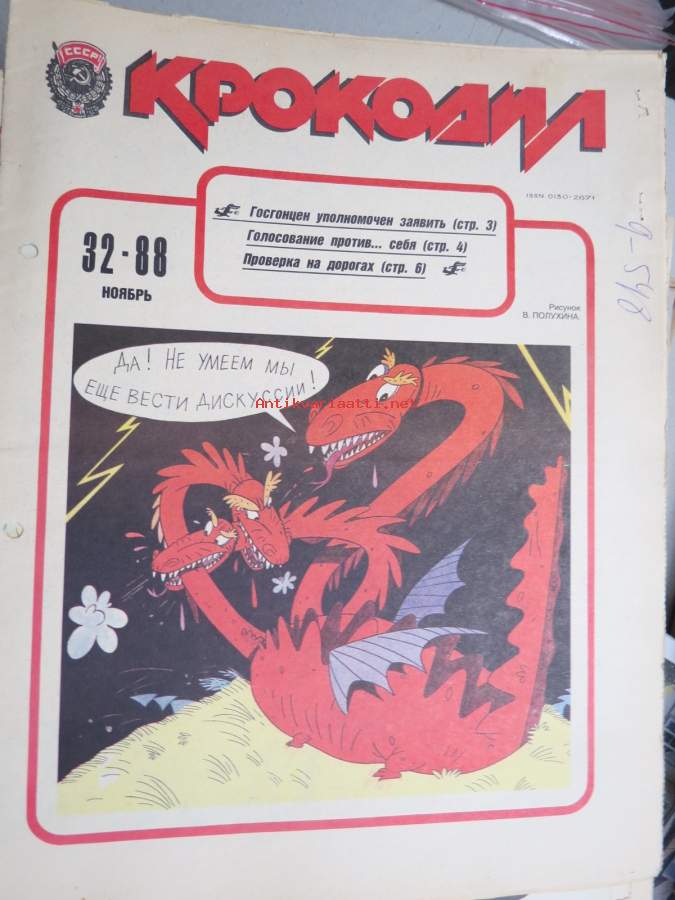 СССР
КРОКОДИЛ
ISSN 0130-2671
Госгонцен уполномочен заявить (стр. 3)
Голосование против... себя (стр. 4)
Проверка на дорогах (стр. 6)
32·88
НОЯБРЬ
Рисунок
В. ПОЛУХИНА.
ДА! НЕ УМЕЕМ МЫ
ЕЩЕ ВЕСТИ ДИСКУССИИ!
Antikvariaatti.net